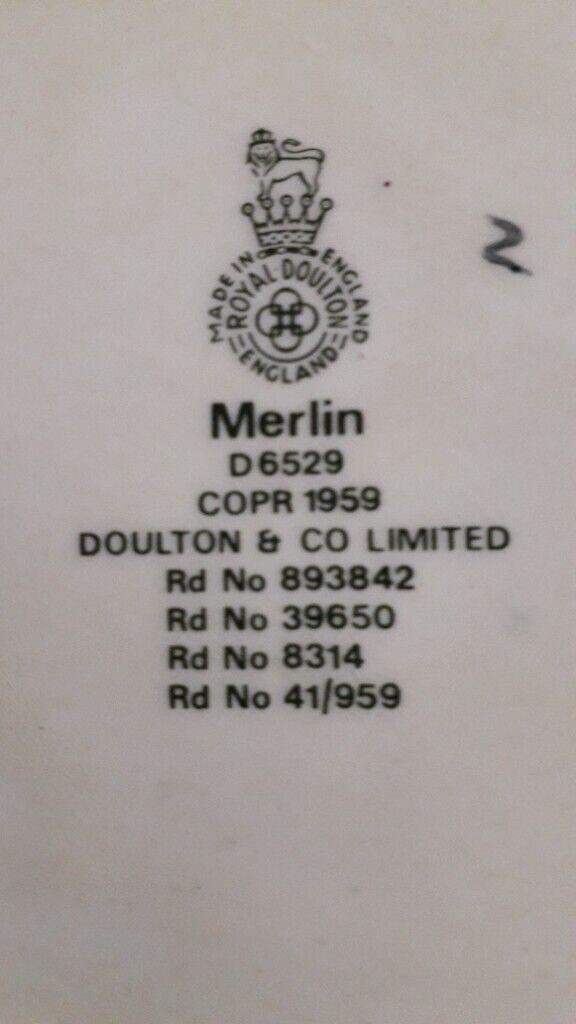 MADE IN ENGLAND
ROYAL·DOULTON
ENGLAND
Merlin
D 6529
COPR 1959
DOULTON & CO LIMITED
Rd No 893842
Rd No 39650
Rd No 8314
Rd No 41/959